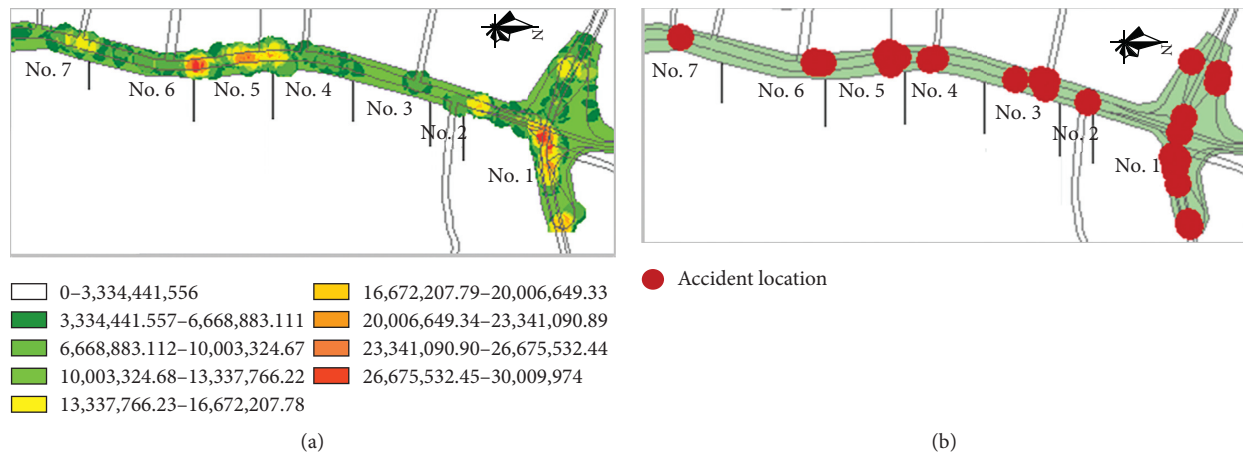 N
No. 7
No. 6
No. 5
No. 4
No. 3
No. 2
No. 1
0–3,334,441,556
3,334,441.557–6,668,883.111
6,668,883.112–10,003,324.67
10,003,324.68–13,337,766.22
13,337,766.23–16,672,207.78
16,672,207.79–20,006,649.33
20,006,649.34–23,341,090.89
23,341,090.90–26,675,532.44
26,675,532.45–30,009,974
(a)
N
No. 7
No. 6
No. 5
No. 4
No. 3
No. 2
No. 1
Accident location
(b)